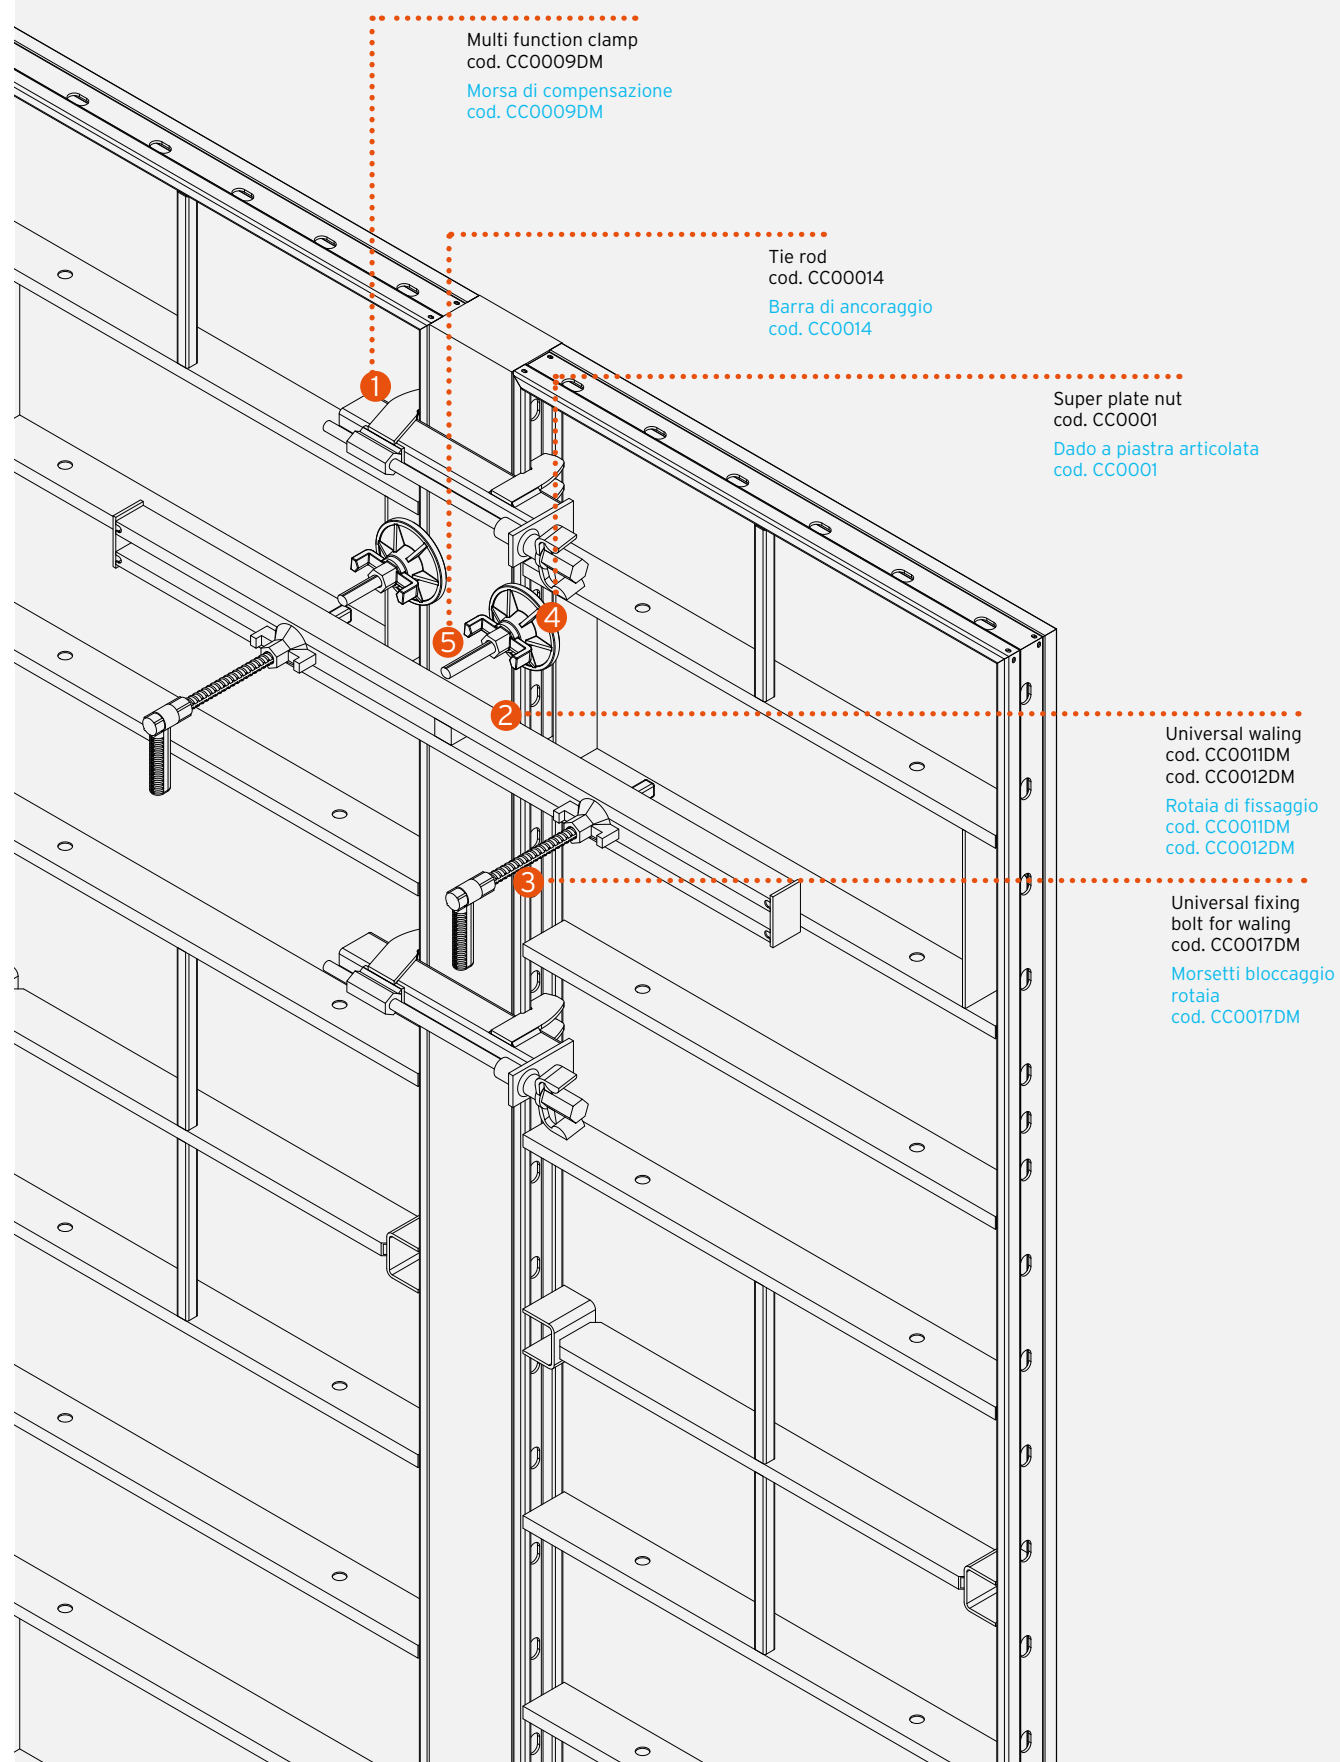 Multi function clamp
cod. CC0009DM
Morsa di compensazione
cod. CC0009DM
Tie rod
cod. CC00014
Barra di ancoraggio
cod. CC0014
1
Super plate nut
cod. CC0001
Dado a piastra articolata
cod. CC0001
4
5
2
Universal waling
cod. CC0011DM
cod. CC0012DM
Rotaia di fissaggio
cod. CC0011DM
cod. CC0012DM
3
Universal fixing
bolt for waling
cod. CC0017DM
Morsetti bloccaggio
rotaia
cod. CC0017DM